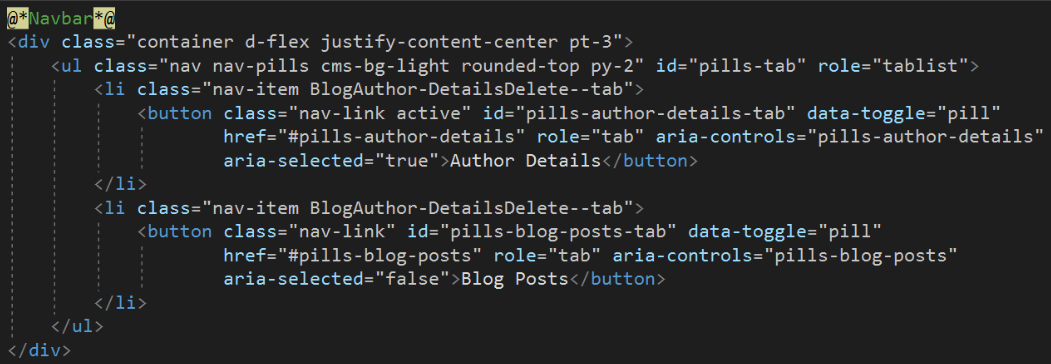 @*Navbar*@
<div class="container d-flex justify-content-center pt-3">
    <ul class="nav nav-pills cms-bg-light rounded-top py-2" id="pills-tab" role="tablist">
        <li class="nav-item BlogAuthor-DetailsDelete--tab">
            <button class="nav-link active" id="pills-author-details-tab" data-toggle="pill"
                    href="#pills-author-details" role="tab" aria-controls="pills-author-details"
                    aria-selected="true">Author Details</button>
        </li>
        <li class="nav-item BlogAuthor-DetailsDelete--tab">
            <button class="nav-link" id="pills-blog-posts-tab" data-toggle="pill"
                    href="#pills-blog-posts" role="tab" aria-controls="pills-blog-posts"
                    aria-selected="false">Blog Posts</button>
        </li>
    </ul>
</div>